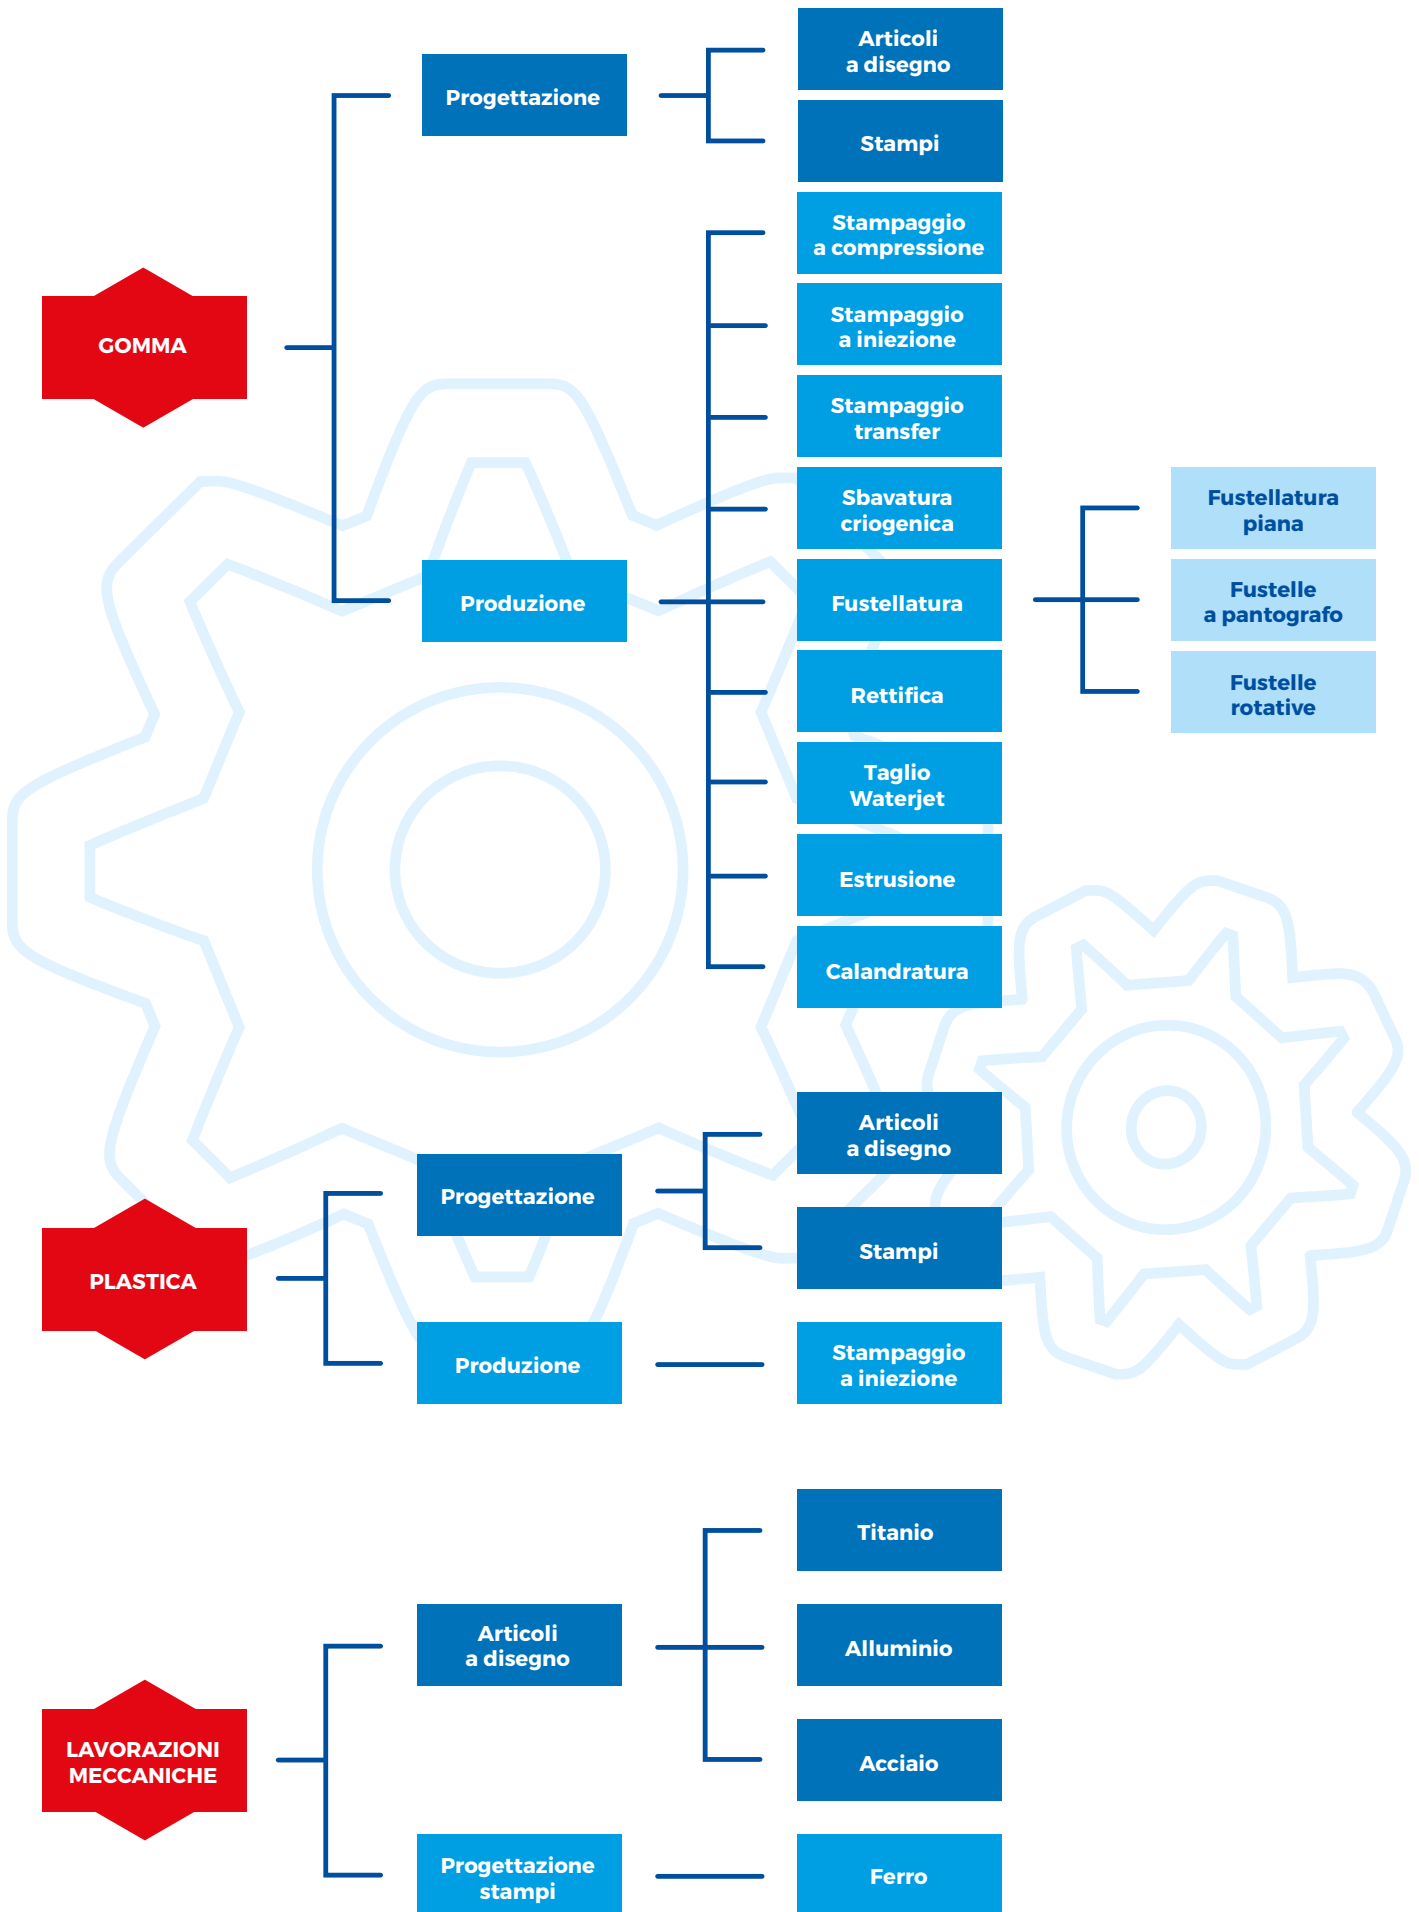 GOMMA
Progettazione
Articoli
a disegno
Stampi
Produzione
Stampaggio
a compressione
Stampaggio
a iniezione
Stampaggio
transfer
Sbavatura
criogenica
Fustellatura
Fustellatura
piana
Fustelle
a pantografo
Fustelle
rotative
Rettifica
Taglio
Waterjet
Estrusione
Calandratura
PLASTICA
Progettazione
Articoli
a disegno
Stampi
Produzione
Stampaggio
a iniezione
LAVORAZIONI
MECCANICHE
Articoli
a disegno
Titanio
Alluminio
Acciaio
Progettazione
stampi
Ferro